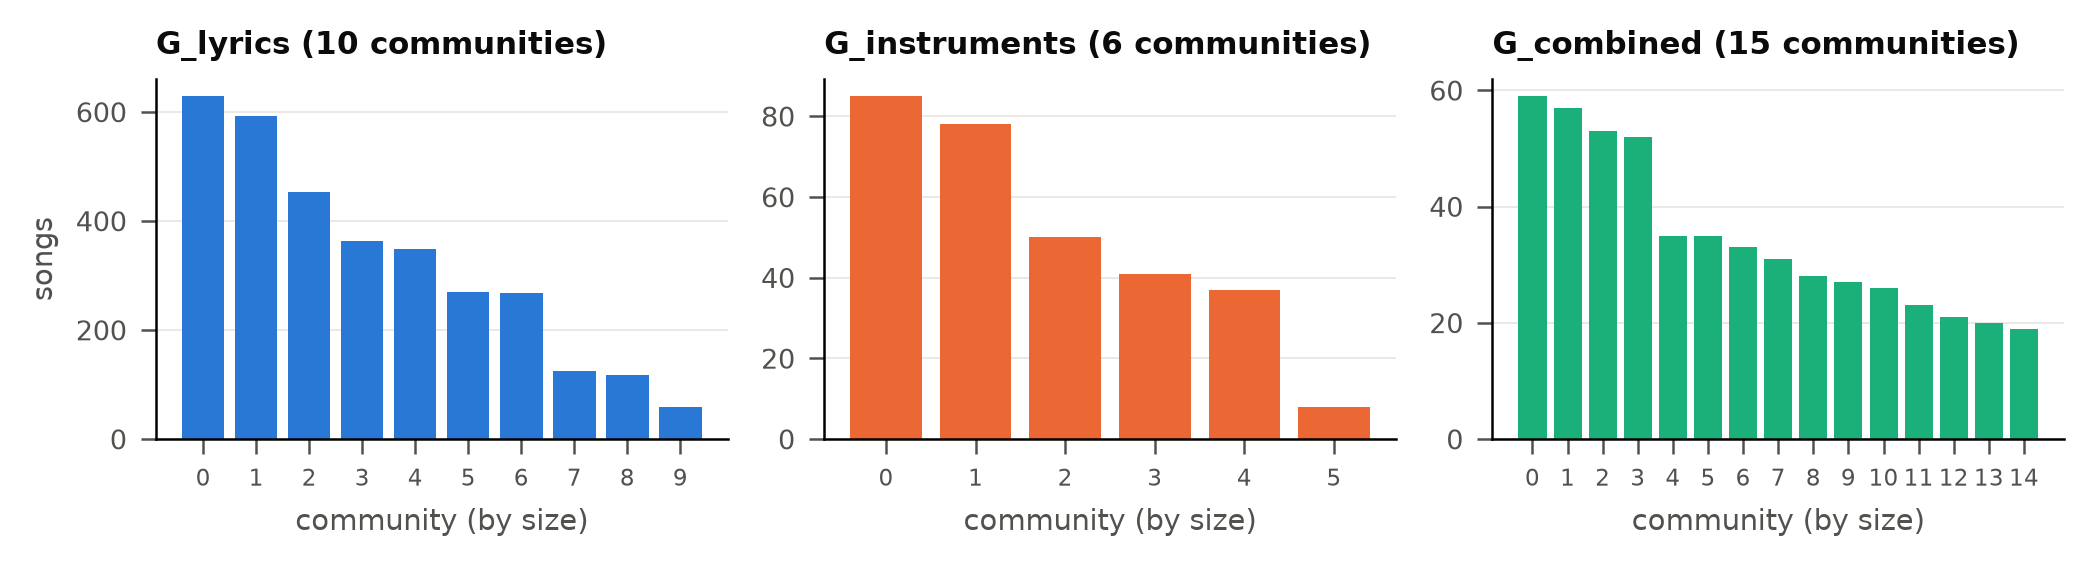 G_lyrics (10 communities)
songs
600
400
200
0
0 1 2 3 4 5 6 7 8 9
community (by size)
G_instruments (6 communities)
80
60
40
20
0
0 1 2 3 4 5
community (by size)
G_combined (15 communities)
60
40
20
0
0 1 2 3 4 5 6 7 8 9 10 11 12 13 14
community (by size)